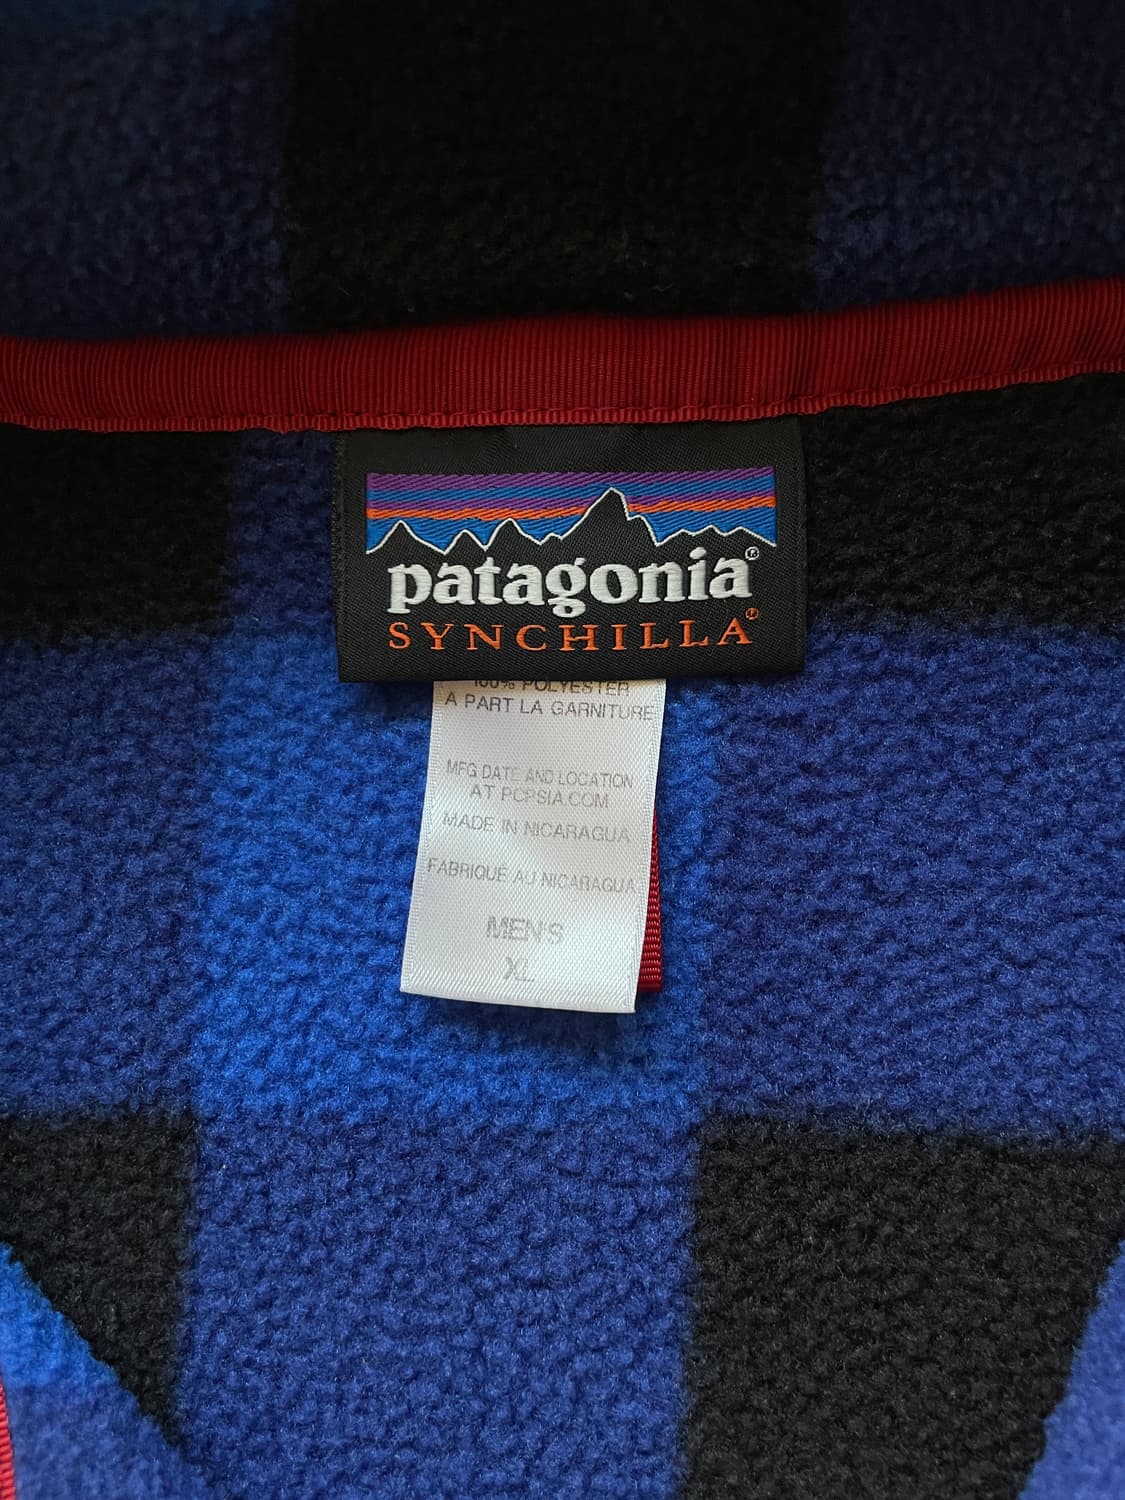 patagonia®
SYNCHILLA®
100% POLYESTER
A PART LA GARNITURE
MFG DATE AND LOCATION
AT PCPSIA.COM
MADE IN NICARAGUA
FABRIQUÉ AU NICARAGUA
MEN'S
XL